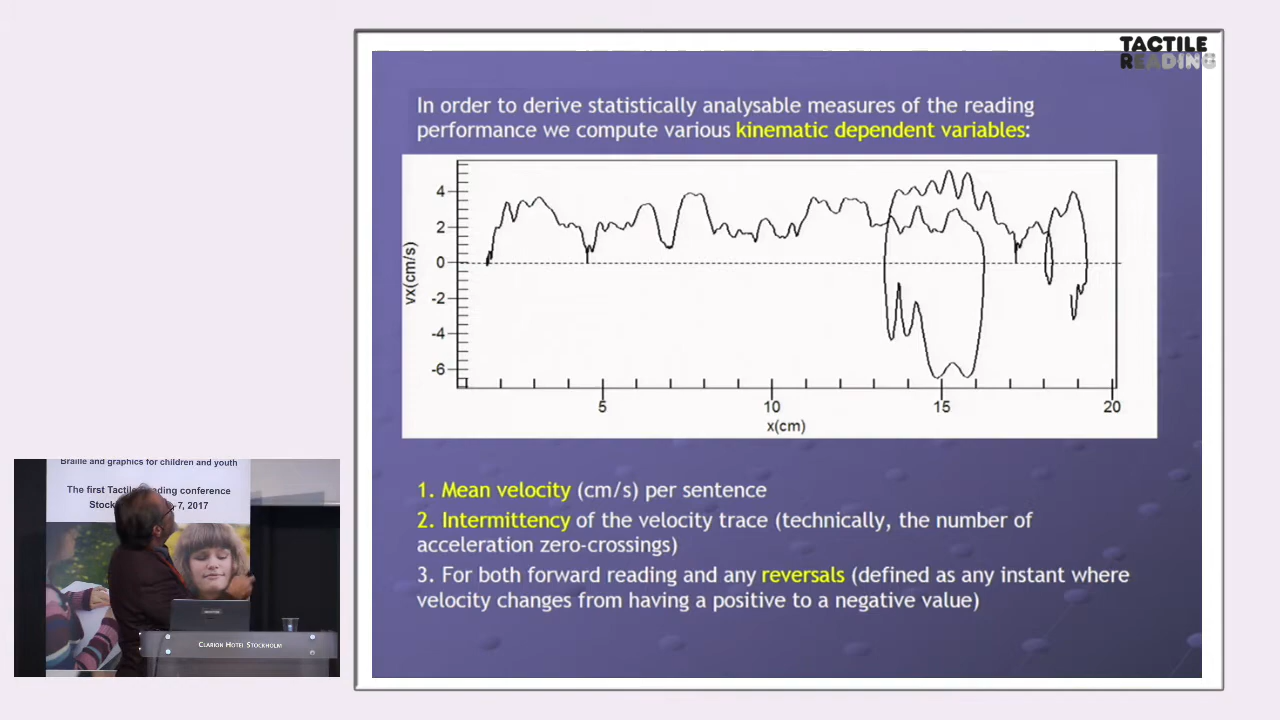 TACTILE
READING
In order to derive statistically analysable measures of the reading
performance we compute various kinematic dependent variables:
4
2
0
-2
-4
-6
vx(cm/s)
5 10 15 20
x(cm)
1. Mean velocity (cm/s) per sentence
2. Intermittency of the velocity trace (technically, the number of
acceleration zero-crossings)
3. For both forward reading and any reversals (defined as any instant where
velocity changes from having a positive to a negative value)
Braille and graphics for children and youth
The first Tactile Reading conference
Stock 7, 2017
CLARION HOTEL STOCKHOLM